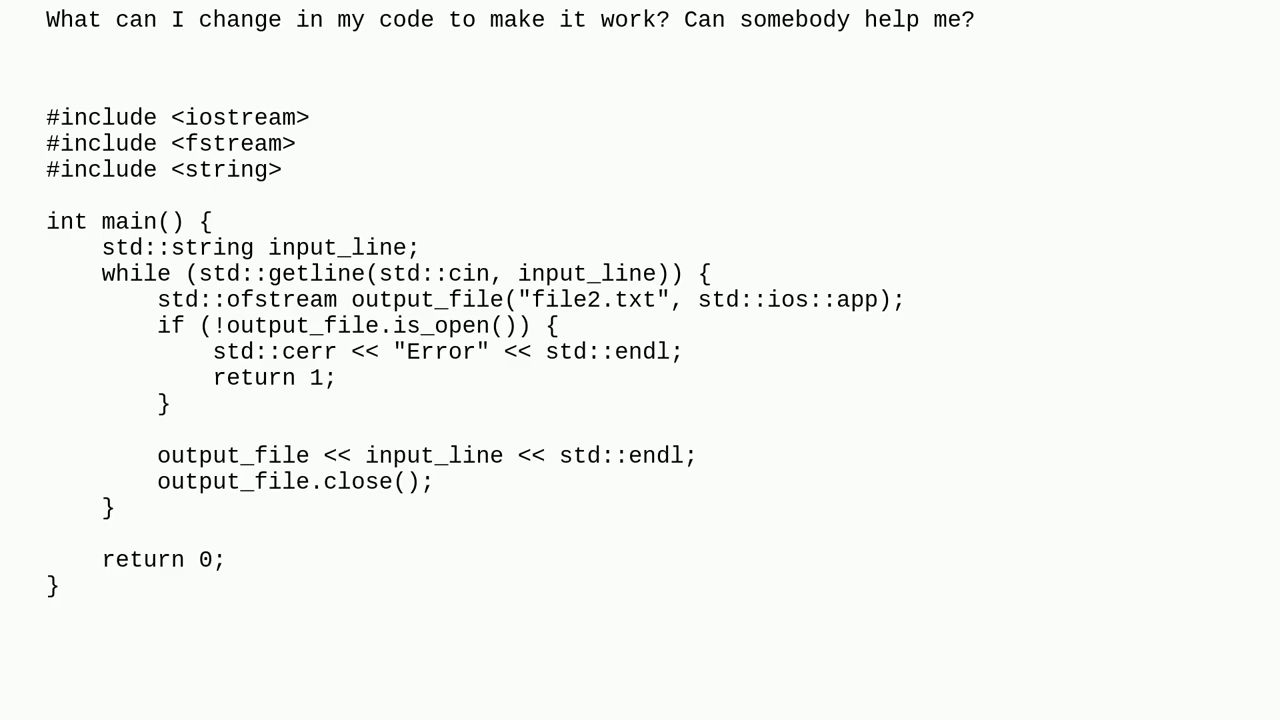 What can I change in my code to make it work? Can somebody help me?
#include <iostream>
#include <fstream>
#include <string>
int main() {
    std::string input_line;
    while (std::getline(std::cin, input_line)) {
        std::ofstream output_file("file2.txt", std::ios::app);
        if (!output_file.is_open()) {
            std::cerr << "Error" << std::endl;
            return 1;
        }
        output_file << input_line << std::endl;
        output_file.close();
    }
    return 0;
}